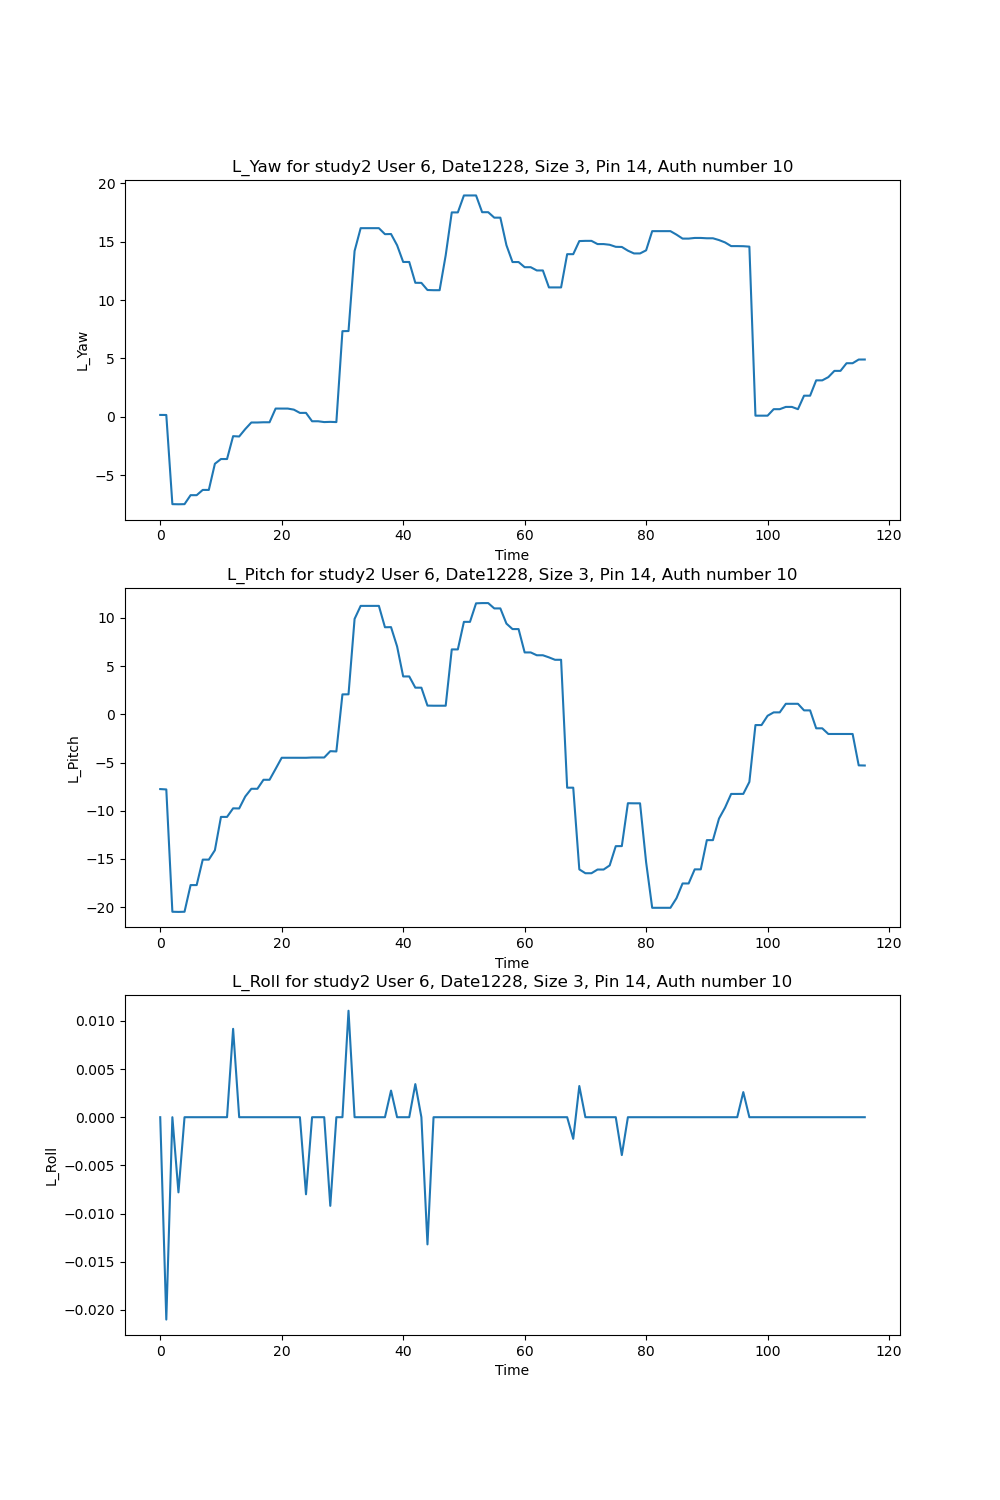 L_Yaw for study2 User 6, Date1228, Size 3, Pin 14, Auth number 10
20
15
10
5
0
−5
L_Yaw
0 20 40 60 80 100 120
Time
L_Pitch for study2 User 6, Date1228, Size 3, Pin 14, Auth number 10
10
5
0
−5
−10
−15
−20
L_Pitch
0 20 40 60 80 100 120
Time
L_Roll for study2 User 6, Date1228, Size 3, Pin 14, Auth number 10
0.010
0.005
0.000
−0.005
−0.010
−0.015
−0.020
L_Roll
0 20 40 60 80 100 120
Time